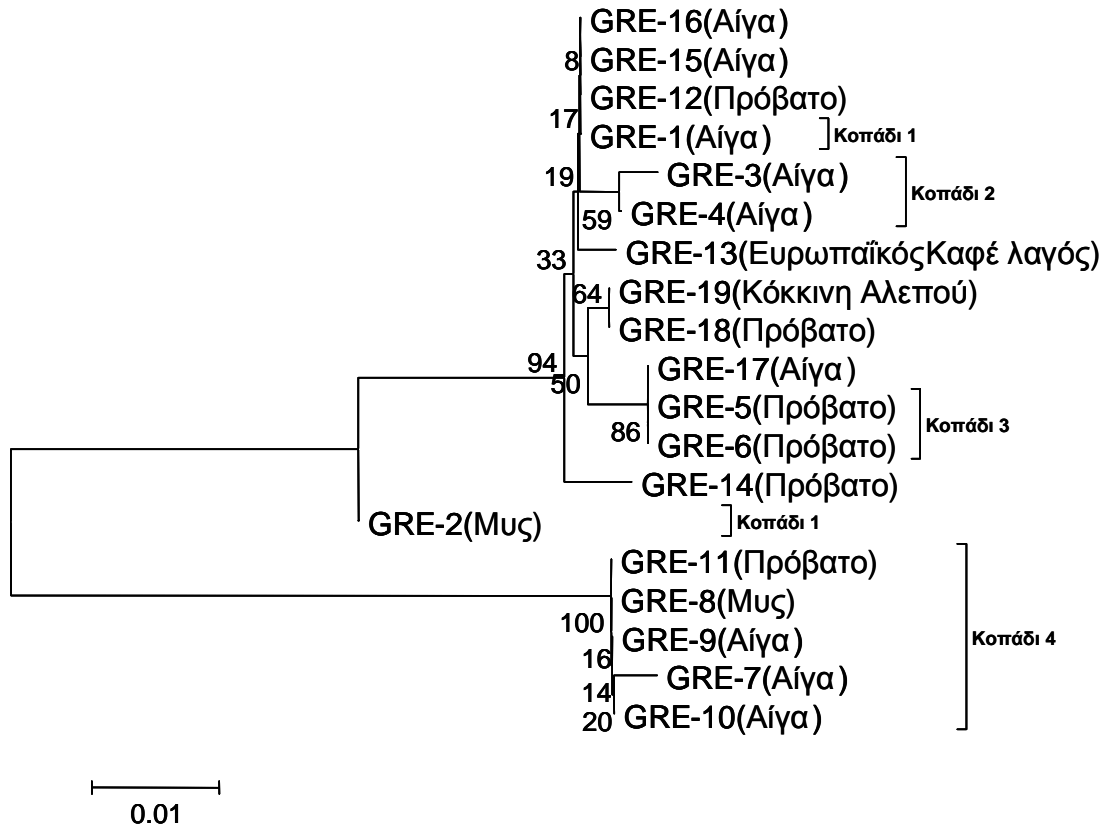 GRE-16(Αίγα)
8
GRE-15(Αίγα)
GRE-12(Πρόβατο)
17
GRE-1(Αίγα) Κοπάδι 1
19
GRE-3(Αίγα)
Κοπάδι 2
59
GRE-4(Αίγα)
GRE-13(ΕυρωπαΐκόςΚαφέ λαγός)
33
64
GRE-19(Κόκκινη Αλεπού)
GRE-18(Πρόβατο)
94
GRE-17(Αίγα)
50
GRE-5(Πρόβατο)
Κοπάδι 3
86
GRE-6(Πρόβατο)
GRE-14(Πρόβατο)
GRE-2(Μυς) Κοπάδι 1
GRE-11(Πρόβατο)
GRE-8(Μυς)
100
GRE-9(Αίγα) Κοπάδι 4
16
GRE-7(Αίγα)
14
20
GRE-10(Αίγα)
0.01